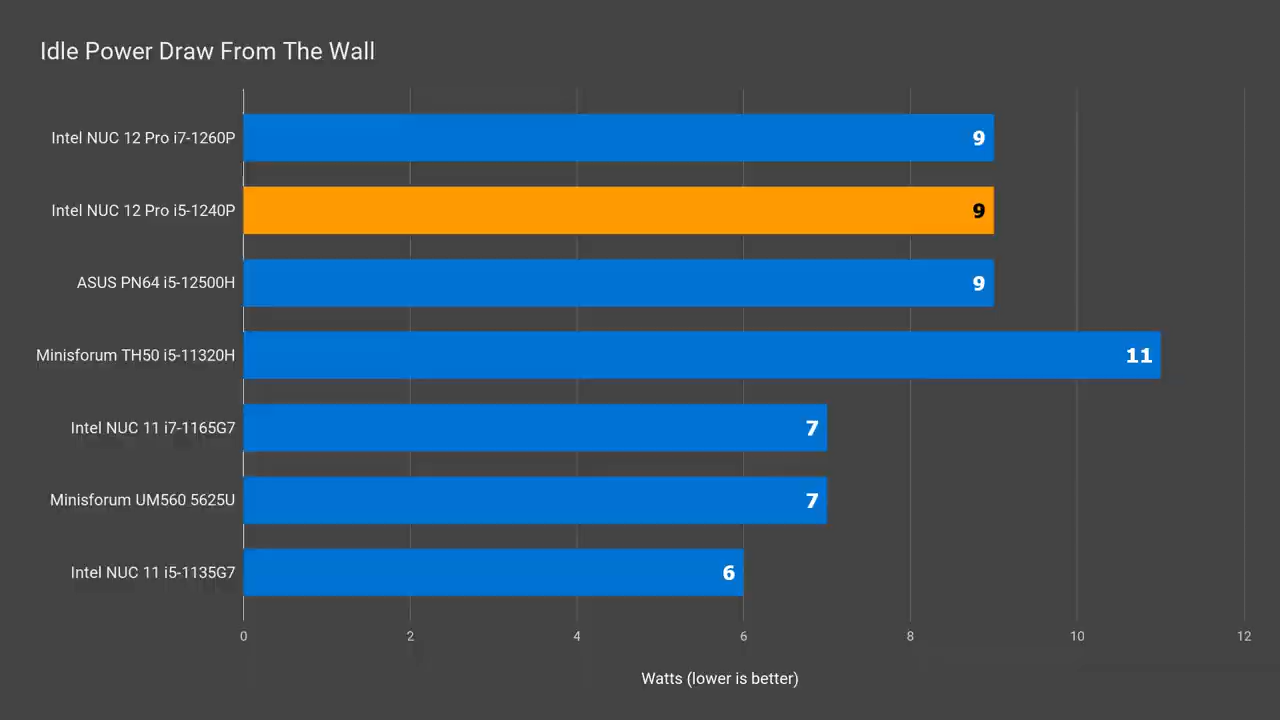 Idle Power Draw From The Wall
Intel NUC 12 Pro i7-1260P 9
Intel NUC 12 Pro i5-1240P 9
ASUS PN64 i5-12500H 9
Minisforum TH50 i5-11320H 11
Intel NUC 11 i7-1165G7 7
Minisforum UM560 5625U 7
Intel NUC 11 i5-1135G7 6
0 2 4 6 8 10 12
Watts (lower is better)